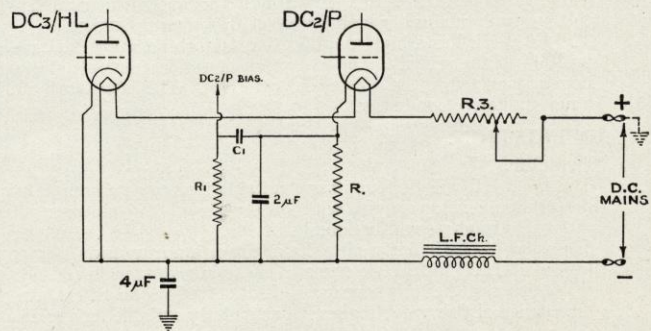 DC3/HL
DC2/P
DC2/P BIAS.
R.3.
+
C1
R1
2µF
R.
D.C.
MAINS
L.F.Ch.
4µF
−